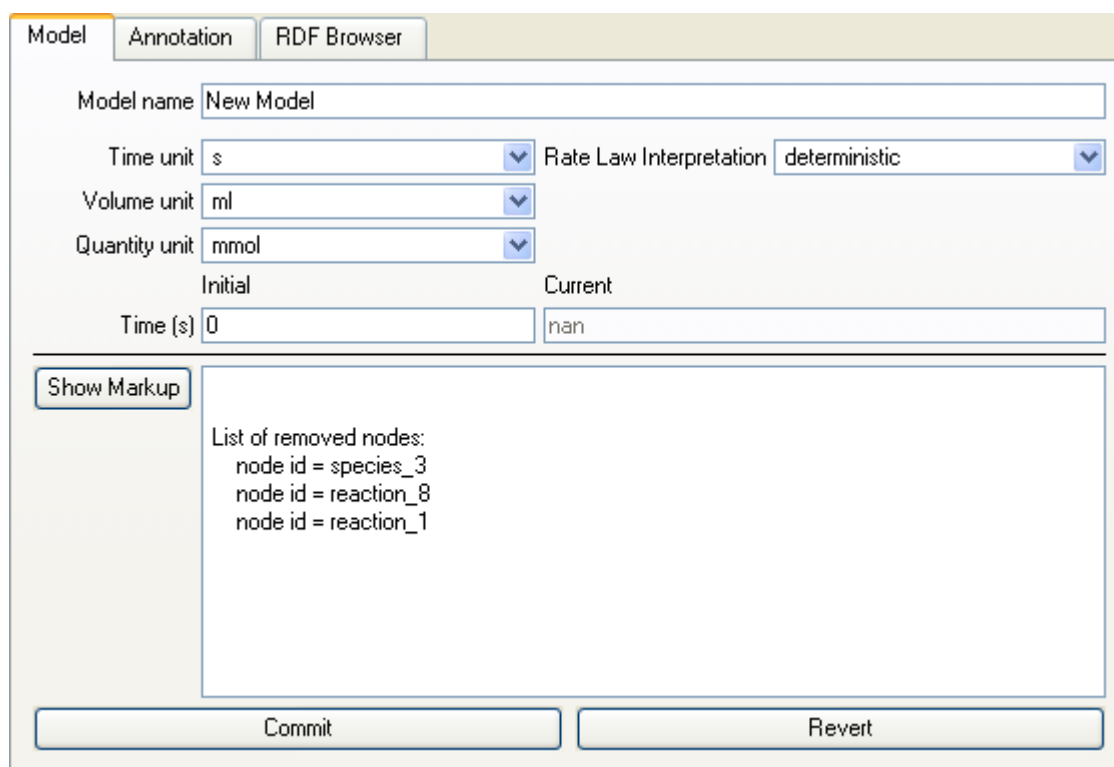 Model Annotation RDF Browser
Model name New Model
Time unit s Rate Law Interpretation deterministic
Volume unit ml
Quantity unit mmol
Initial Current
Time (s) 0 nan
Show Markup
List of removed nodes:
node id = species_3
node id = reaction_8
node id = reaction_1
Commit Revert